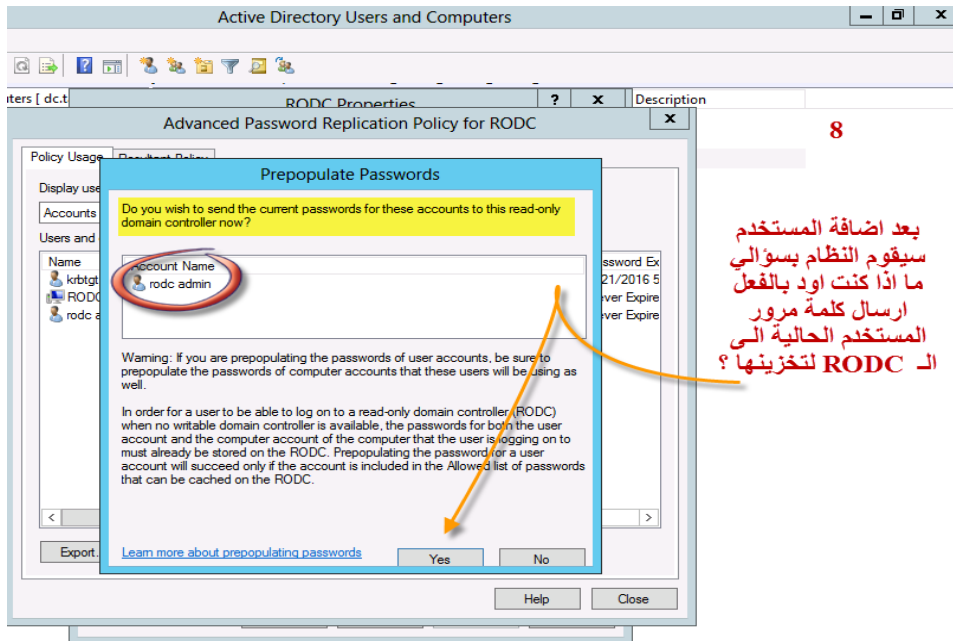 Active Directory Users and Computers
ters [ dc.t
RODC Properties
Description
Advanced Password Replication Policy for RODC
8
Policy Usage
Resultant Policy
Prepopulate Passwords
Display use
Do you wish to send the current passwords for these accounts to this read-only
domain controller now?
Accounts
Users and
Name
Account Name
ssword Ex
krbtgt
rodc admin
21/2016 5
RODC
ever Expire
rodc a
ever Expire
بعد اضافة المستخدم
سيقوم النظام بسؤالي
ما اذا كنت اود بالفعل
ارسال كلمة مرور
المستخدم الحالية الى
الـ RODC لتخزينها ؟
Warning: If you are prepopulating the passwords of user accounts, be sure to
prepopulate the passwords of computer accounts that these users will be using as
well.
In order for a user to be able to log on to a read-only domain controller (RODC)
when no writable domain controller is available, the passwords for both the user
account and the computer account of the computer that the user is logging on to
must already be stored on the RODC. Prepopulating the password for a user
account will succeed only if the account is included in the Allowed list of passwords
that can be cached on the RODC.
Export.
Learn more about prepopulating passwords
Yes
No
Help
Close